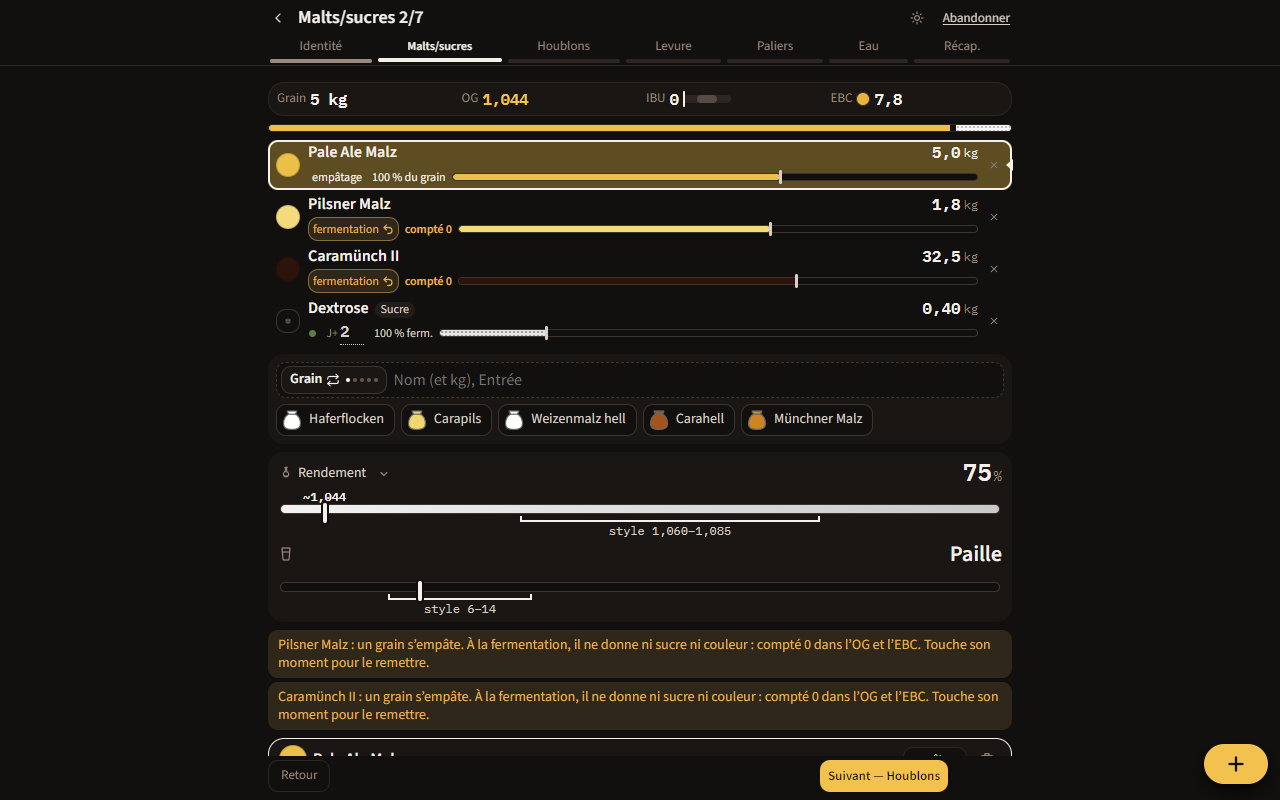 Malts/sucres 2/7
Abandonner
Identité
Malts/sucres
Houblons
Levure
Paliers
Eau
Récap.
Grain 5 kg
OG 1,044
IBU 0
EBC 7,8
Pale Ale Malz
5,0 kg
empâtage 100 % du grain
Pilsner Malz
1,8 kg
fermentation compté 0
Caramünch II
32,5 kg
fermentation compté 0
Dextrose Sucre
0,40 kg
J+2 100 % ferm.
Grain Nom (et kg), Entrée
Haferflocken
Carapils
Weizenmalz hell
Carahell
Münchner Malz
Rendement
75%
~1,044
style 1,060–1,085
Paille
style 6–14
Pilsner Malz : un grain s’empâte. À la fermentation, il ne donne ni sucre ni couleur : compté 0 dans l’OG et l’EBC. Touche son
moment pour le remettre.
Caramünch II : un grain s’empâte. À la fermentation, il ne donne ni sucre ni couleur : compté 0 dans l’OG et l’EBC. Touche son
moment pour le remettre.
Pale Ale Malz
Retour
Suivant — Houblons